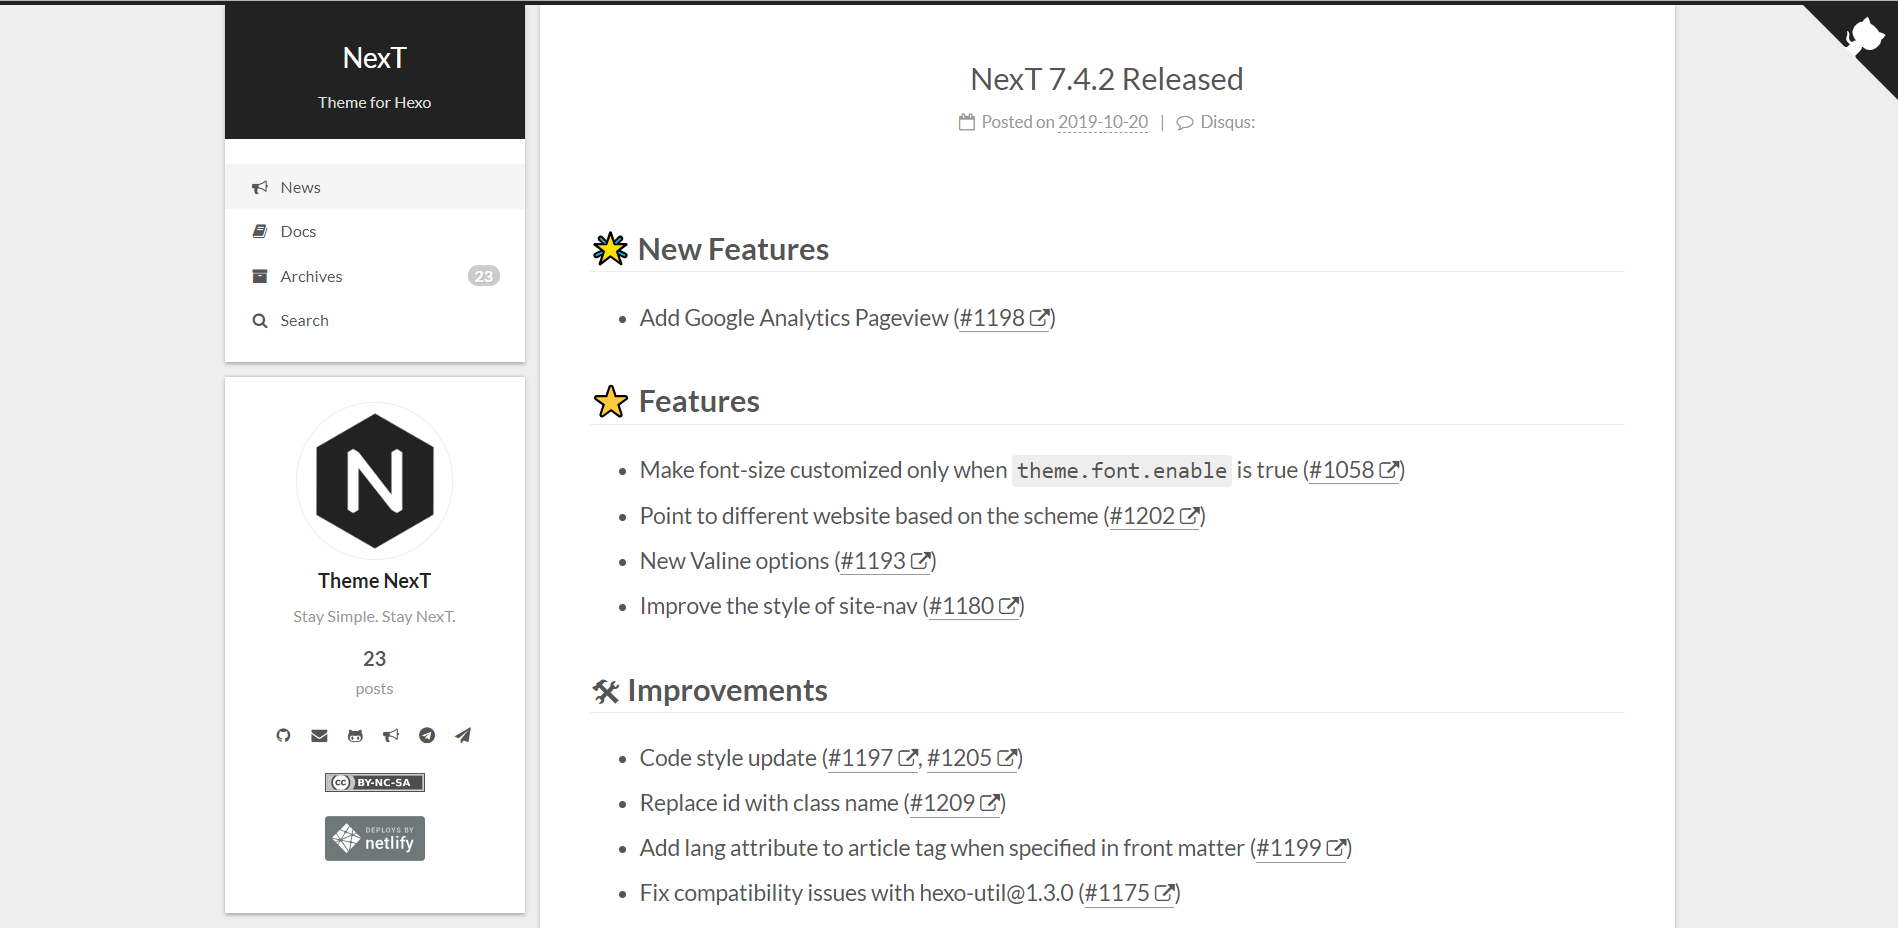 NexT
Theme for Hexo
News
Docs
Archives 23
Search
N
Theme NexT
Stay Simple. Stay NexT.
23
posts
cc BY-NC-SA
DEPLOYS BY
netlify
NexT 7.4.2 Released
Posted on 2019-10-20 | Disqus:
New Features
• Add Google Analytics Pageview (#1198)
Features
• Make font-size customized only when theme.font.enable is true (#1058)
• Point to different website based on the scheme (#1202)
• New Valine options (#1193)
• Improve the style of site-nav (#1180)
Improvements
• Code style update (#1197, #1205)
• Replace id with class name (#1209)
• Add lang attribute to article tag when specified in front matter (#1199)
• Fix compatibility issues with hexo-util@1.3.0 (#1175)